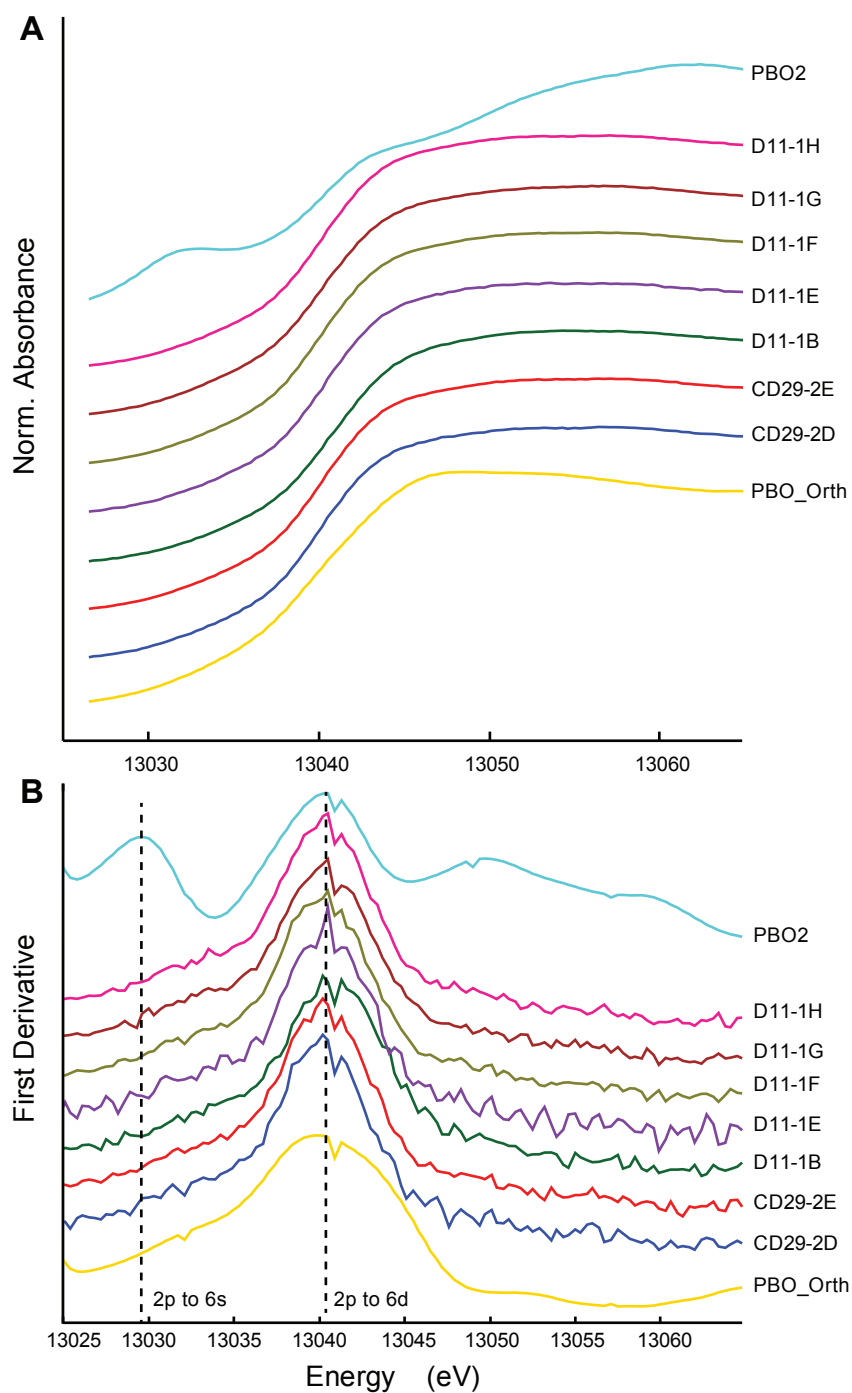 A
PBO2
D11-1H
D11-1G
D11-1F
D11-1E
D11-1B
CD29-2E
CD29-2D
PBO_Orth
Norm. Absorbance
13030 13040 13050 13060
B
PBO2
D11-1H
D11-1G
D11-1F
D11-1E
D11-1B
CD29-2E
CD29-2D
PBO_Orth
First Derivative
2p to 6s 2p to 6d
13025 13030 13035 13040 13045 13050 13055 13060
Energy (eV)